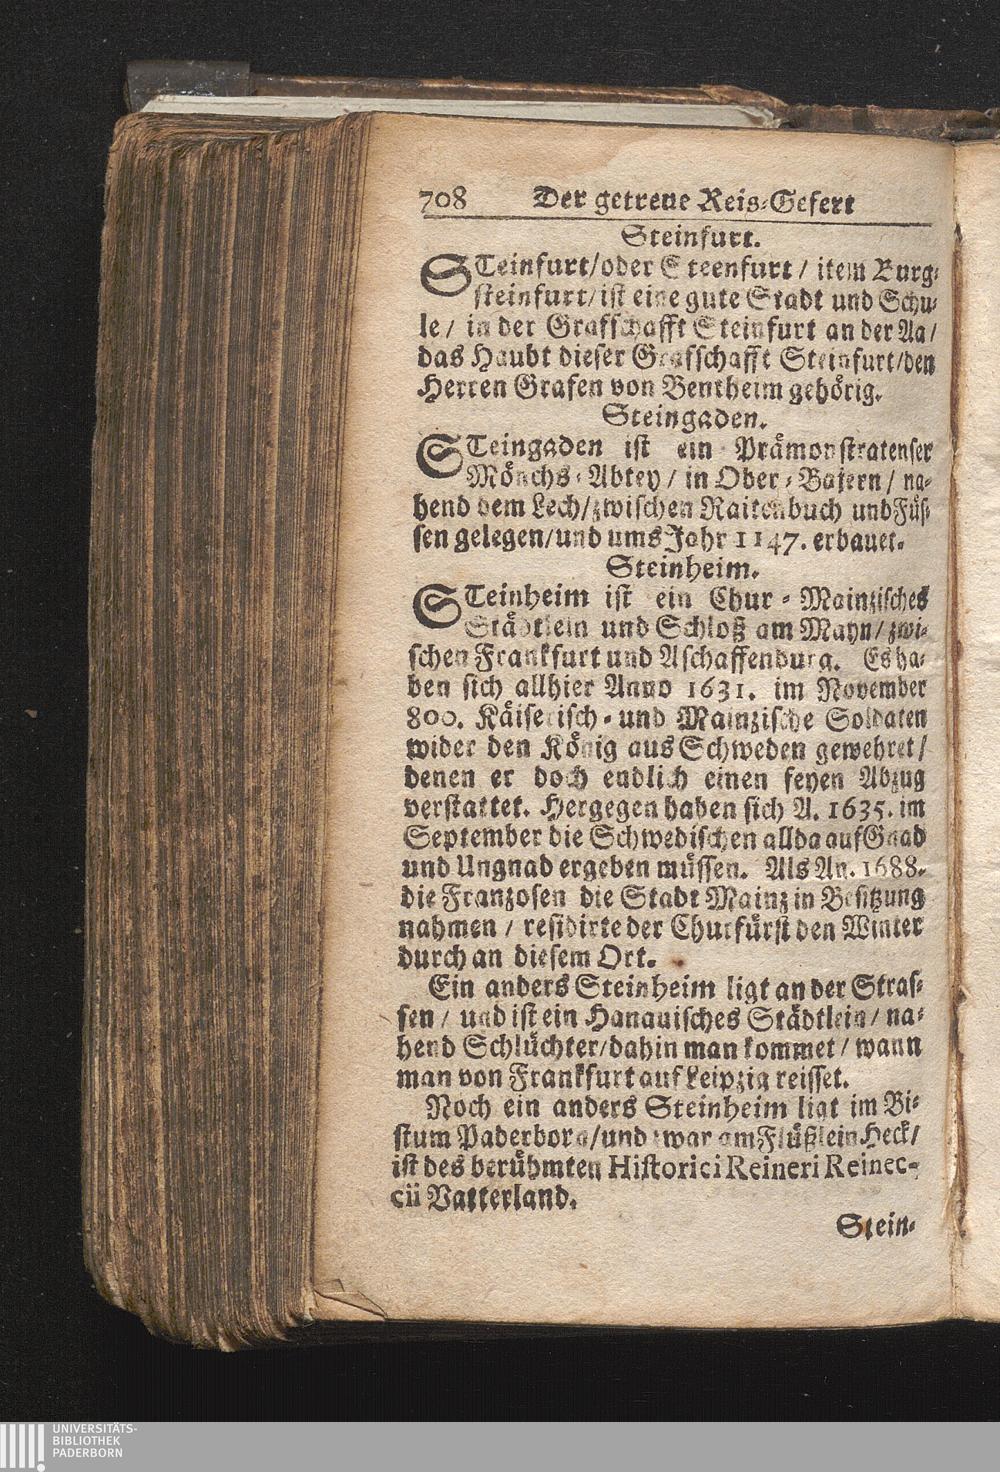 708 Der getreue Reis-Gefert
Steinfurt.
STeinfurt/oder Steenfurt / item Burg-
steinfurt/ist eine gute Stadt und Schu-
le/ in der Graffschafft Steinfurt an der Aa/
das Haubt dieser Grafschafft Steinfurt/den
Herren Grafen von Bentheim gehörig.
Steingaden.
STeingaden ist ein Prämonstratenser
Mönchs-Abtey / in Ober-Bajern / na-
hend dem Lech/zwischen Raitenbuch und Füs-
sen gelegen/und ums Jahr 1147. erbauet.
Steinheim.
STeinheim ist ein Chur-Mainzisches
Städtlein und Schloß am Mayn/zwi-
schen Frankfurt und Aschaffenburg. Es ha-
ben sich allhier Anno 1631. im November
800. Käiserisch- und Mainzische Soldaten
wider den König aus Schweden gewehret/
denen er doch endlich einen feyen Abzug
verstattet. Hergegen haben sich A. 1635. im
September die Schwedischen allda auf Gnad
und Ungnad ergeben müssen. Als An. 1688.
die Franzosen die Stadt Mainz in Besitzung
nahmen / residirte der Churfürst den Winter
durch an diesem Ort.
Ein anders Steinheim ligt an der Stras-
sen / und ist ein Hanauisches Städtlein/ na-
hend Schlüchter/dahin man kommet / wann
man von Frankfurt auf Leipzig reisset.
Noch ein anders Steinheim ligt im Bi-
stum Paderborn/und zwar am Flüßlein Heck/
ist des berühmten Historici Reineri Reinec-
cii Vatterland.
Stein-
UNIVERSITÄTS-
BIBLIOTHEK
PADERBORN